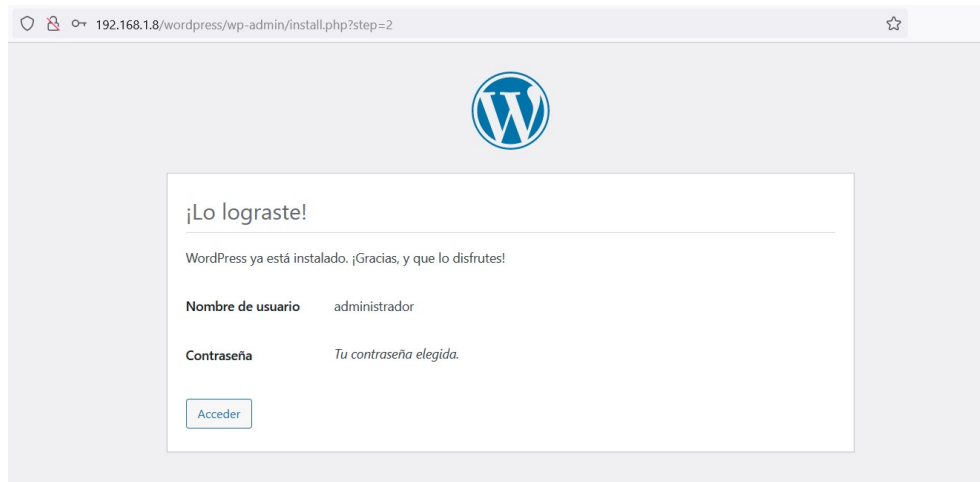 192.168.1.8/wordpress/wp-admin/install.php?step=2
¡Lo lograste!
WordPress ya está instalado. ¡Gracias, y que lo disfrutes!
Nombre de usuario administrador
Contraseña Tu contraseña elegida.
Acceder